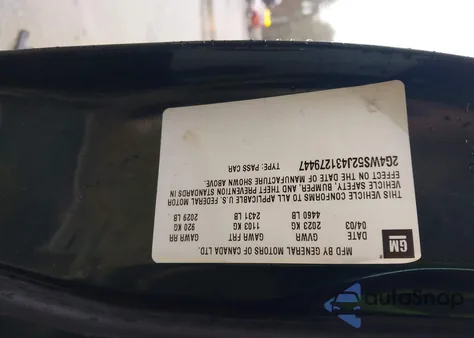 GM
MFD BY GENERAL MOTORS OF CANADA LTD.
DATE GVWR GAWR FRT GAWR RR
04/03 2023 KG 1103 KG 920 KG
4460 LB 2431 LB 2029 LB
THIS VEHICLE CONFORMS TO ALL APPLICABLE U.S. FEDERAL MOTOR
VEHICLE SAFETY, BUMPER, AND THEFT PREVENTION STANDARDS IN
EFFECT ON THE DATE OF MANUFACTURE SHOWN ABOVE.
2G4WS52J431279447 TYPE: PASS CAR
autoSnap